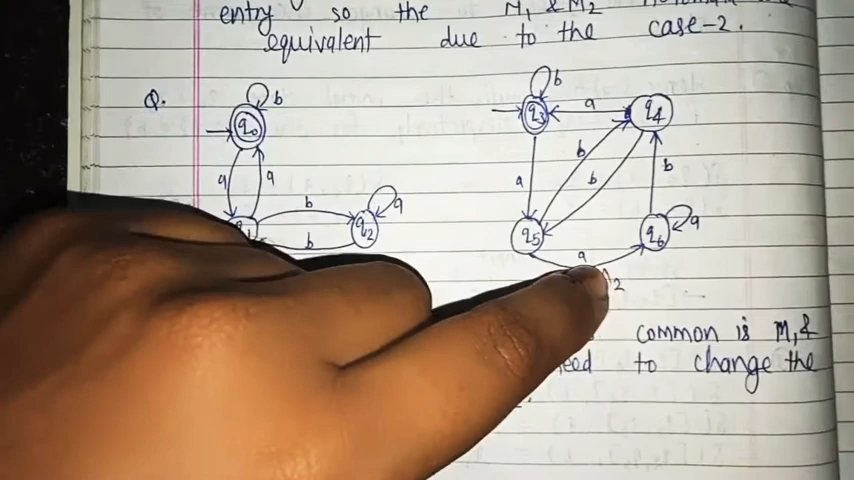 entry so the M1 & M2
equivalent due to the case-2.
Q.
b
q0
a a
b
q2
a
b
b
q3
a
q4
b
b
a
b
q5
q6
a
a
2
common is M1 &
to change the